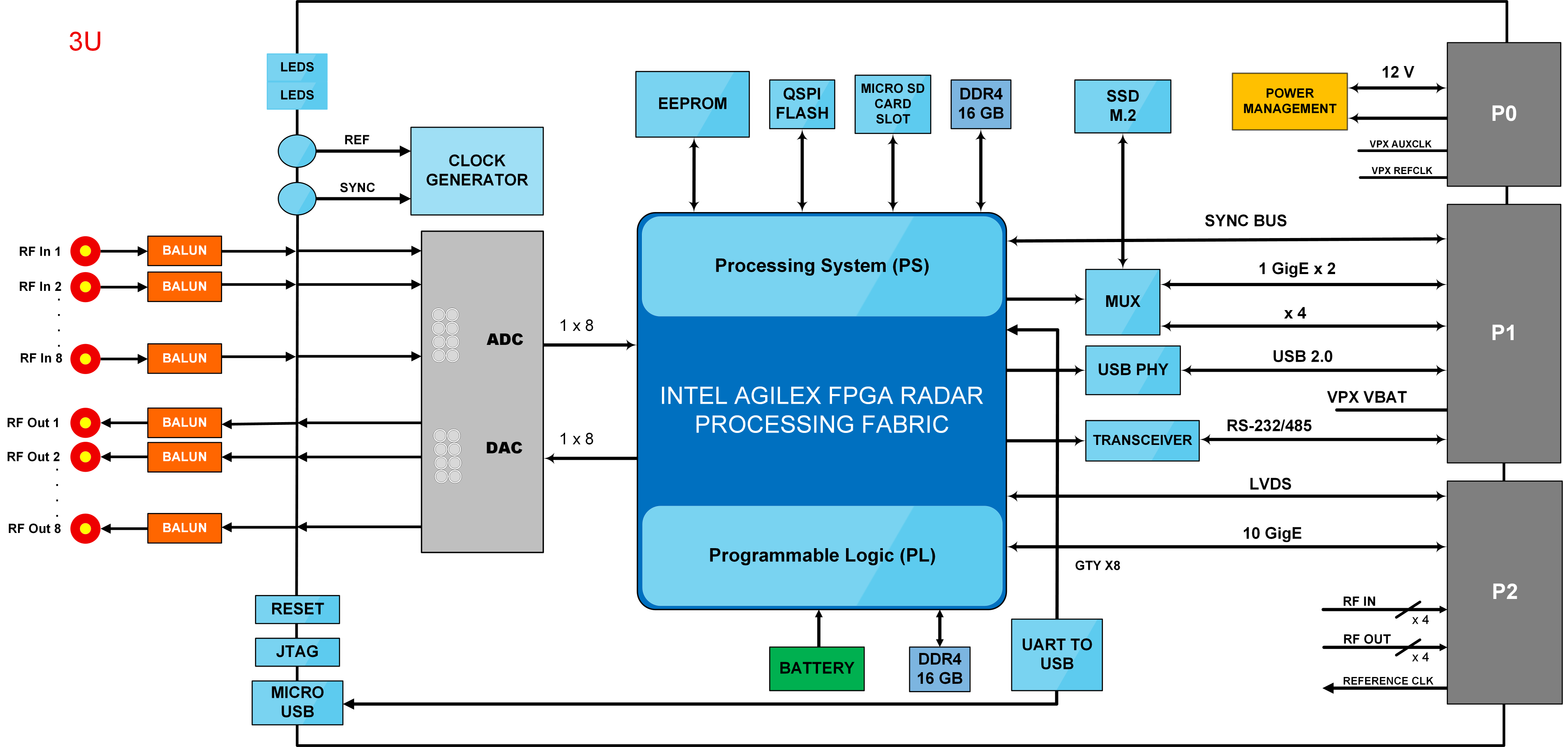 3U
LEDS
LEDS
REF
SYNC
CLOCK
GENERATOR
RF In 1
BALUN
RF In 2
BALUN
RF In 8
BALUN
RF Out 1
BALUN
RF Out 2
BALUN
RF Out 8
BALUN
ADC
DAC
1 x 8
1 x 8
RESET
JTAG
MICRO
USB
EEPROM
QSPI
FLASH
MICRO SD
CARD
SLOT
DDR4
16 GB
SSD
M.2
Processing System (PS)
INTEL AGILEX FPGA RADAR
PROCESSING FABRIC
Programmable Logic (PL)
BATTERY
DDR4
16 GB
UART TO
USB
GTY X8
MUX
USB PHY
TRANSCEIVER
POWER
MANAGEMENT
12 V
VPX AUXCLK
VPX REFCLK
P0
SYNC BUS
1 GigE x 2
x 4
USB 2.0
VPX VBAT
RS-232/485
P1
LVDS
10 GigE
RF IN
x 4
RF OUT
x 4
REFERENCE CLK
P2